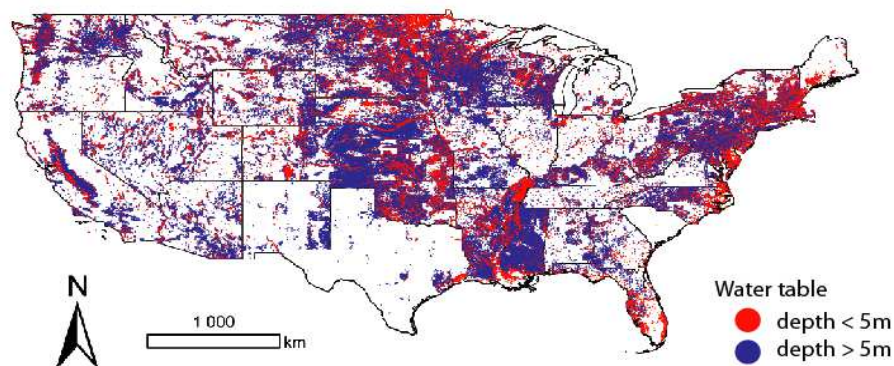 N
1 000
km
Water table
depth < 5m
depth > 5m